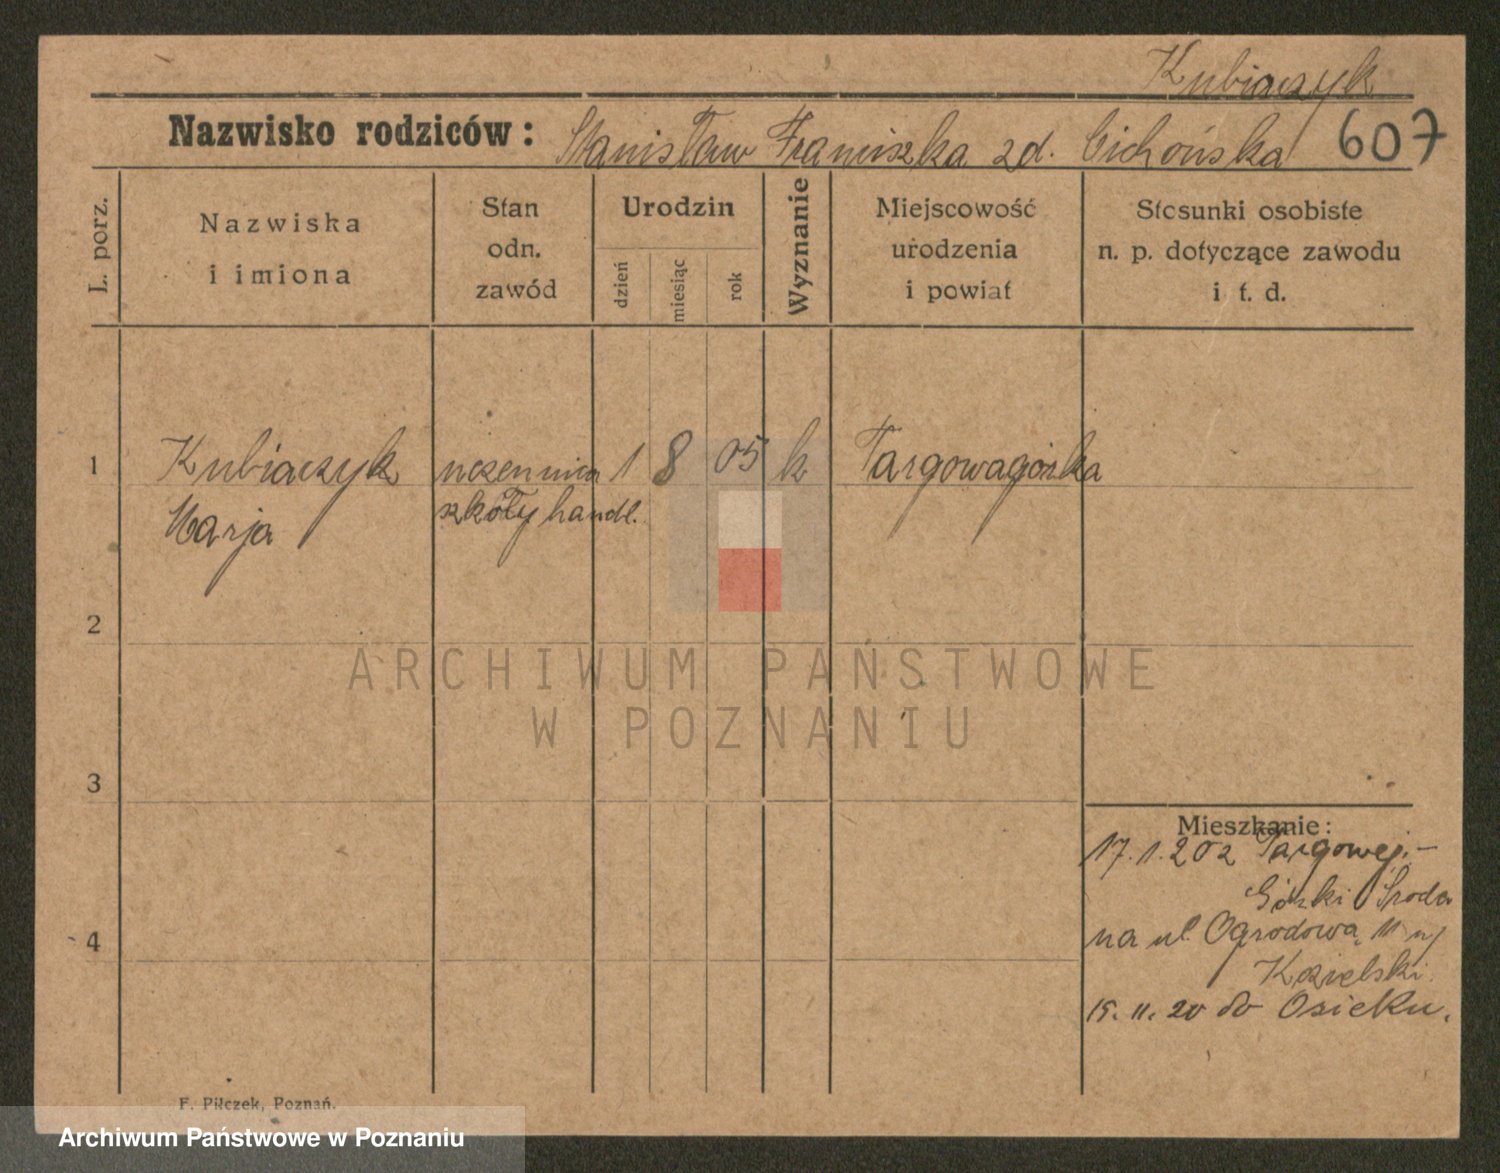 Kubiaczyk
Nazwisko rodziców: Stanisław Franciszka zd. Cichońska 607
L. porz.
Nazwiska
i imiona
Stan
odn.
zawód
Urodzin
dzień
miesiąc
rok
Wyznanie
Miejscowość
urodzenia
i powiat
Stosunki osobiste
n. p. dotyczące zawodu
i t. d.
1 Kubiaczyk uczennica 1 8 05 k Targowagórka
Marja szkoły handl.
2
ARCHIWUM PAŃSTWOWE
W POZNANIU
3
Mieszkanie:
17.1.20 z Targowej-
Górki Środa
4
na ul. Ogrodową 11
Kozielski
15.11.20 do Osieku.
F. Pilczek, Poznań.
Archiwum Państwowe w Poznaniu